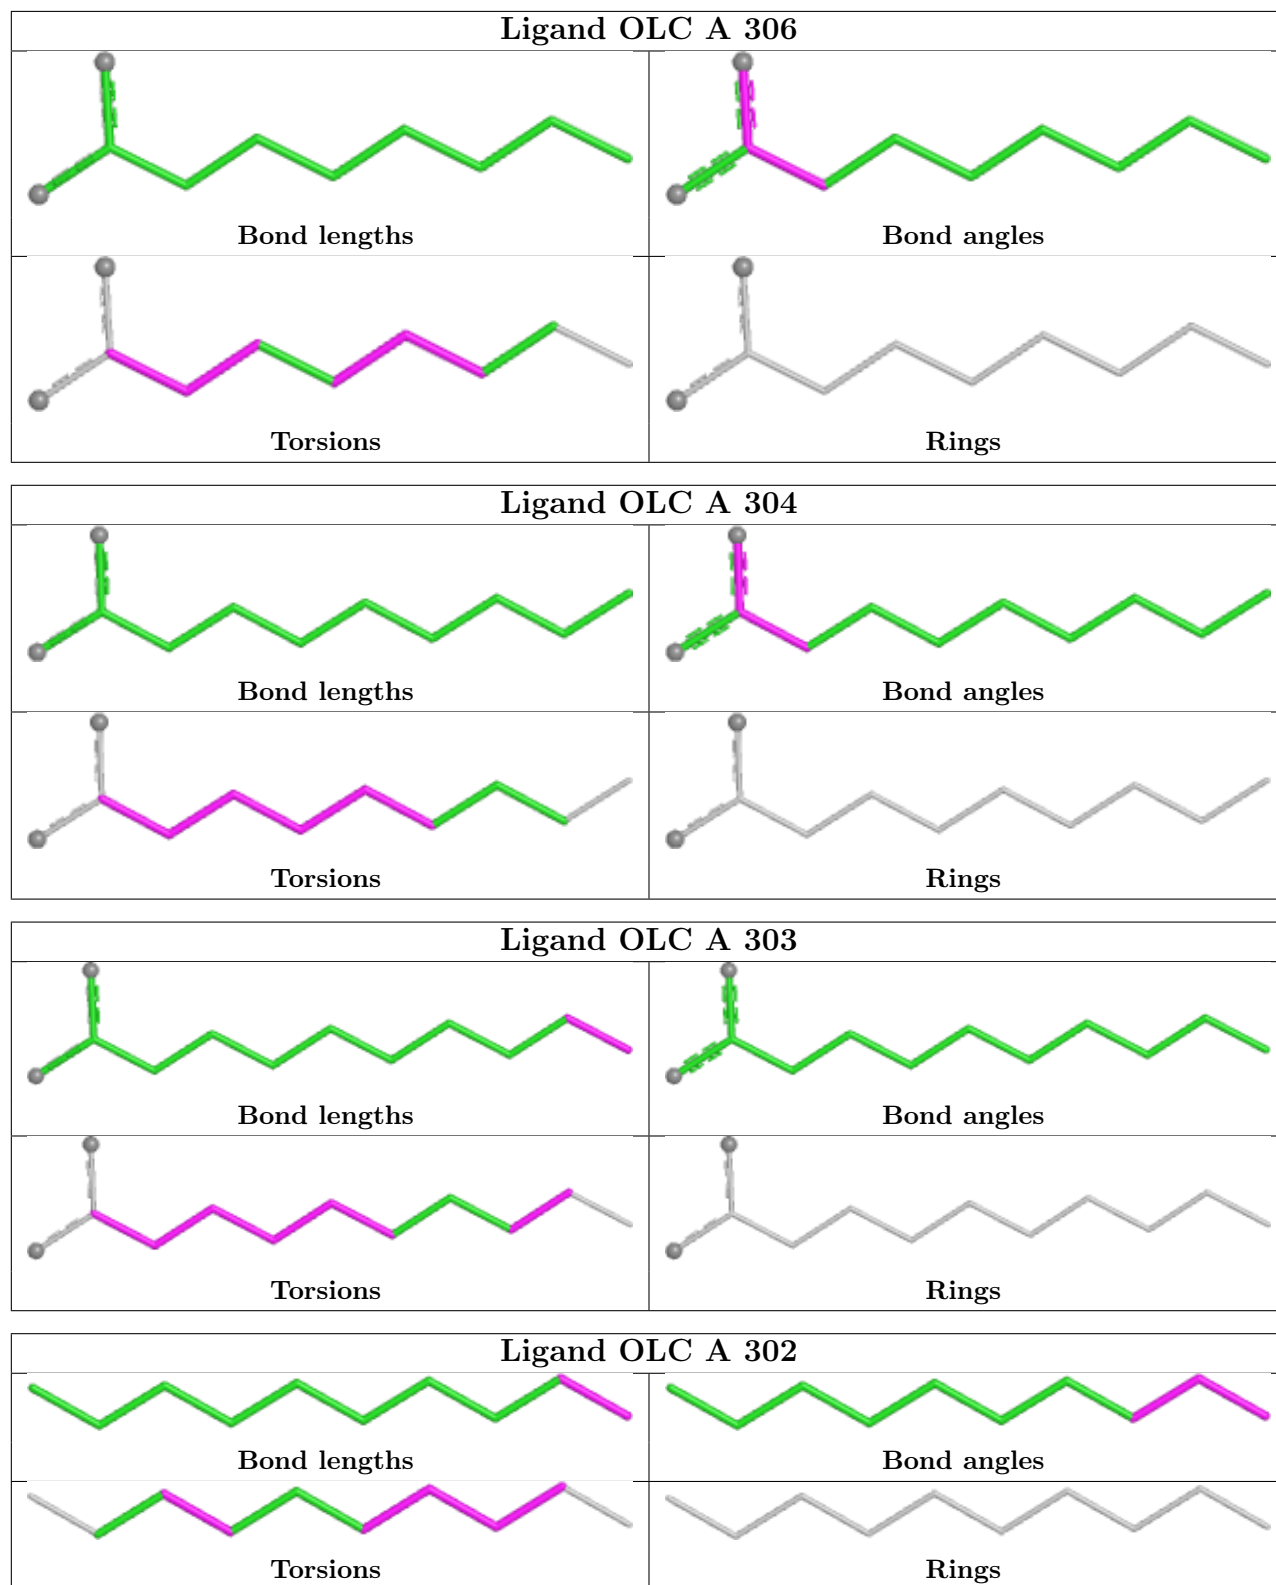 Ligand OLC A 306
Bond lengths
Bond angles
Torsions
Rings
Ligand OLC A 304
Bond lengths
Bond angles
Torsions
Rings
Ligand OLC A 303
Bond lengths
Bond angles
Torsions
Rings
Ligand OLC A 302
Bond lengths
Bond angles
Torsions
Rings